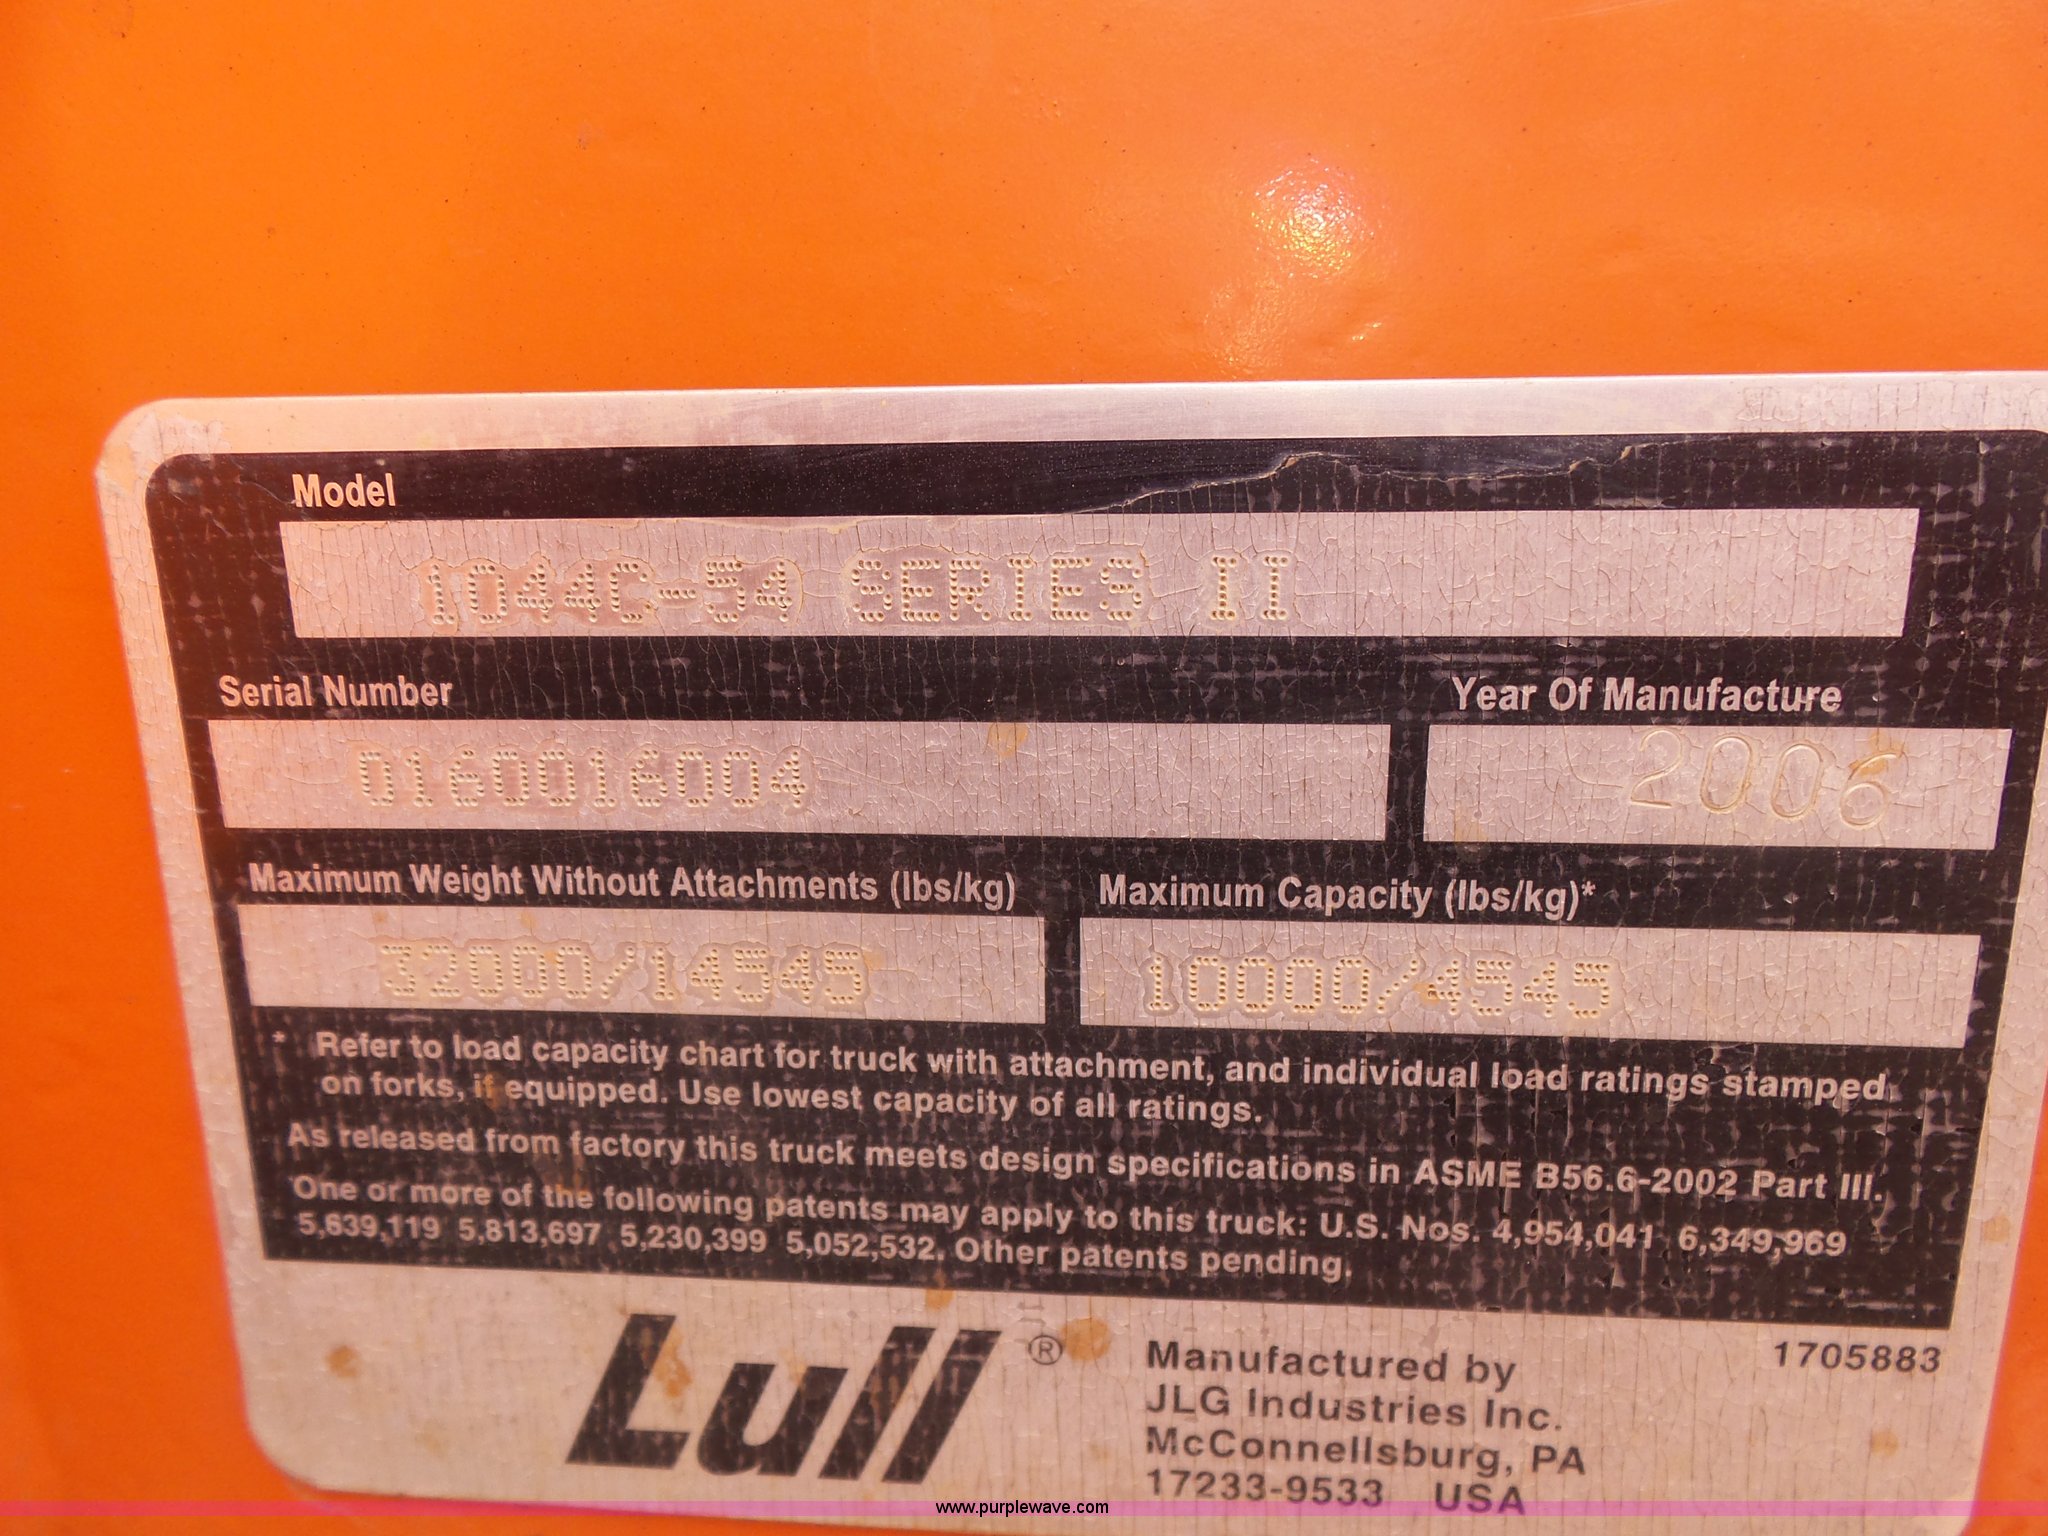 Model
1044C-54 SERIES II
Serial Number
0160016004
Year Of Manufacture
2006
Maximum Weight Without Attachments (lbs/kg)
32000/14545
Maximum Capacity (lbs/kg)*
10000/4545
* Refer to load capacity chart for truck with attachment, and individual load ratings stamped
on forks, if equipped. Use lowest capacity of all ratings.
As released from factory this truck meets design specifications in ASME B56.6-2002 Part III.
One or more of the following patents may apply to this truck: U.S. Nos. 4,954,041 6,349,969
5,639,119 5,813,697 5,230,399 5,052,532. Other patents pending.
Lull ®
Manufactured by
JLG Industries Inc.
McConnellsburg, PA
17233-9533 USA
1705883
www.purplewave.com